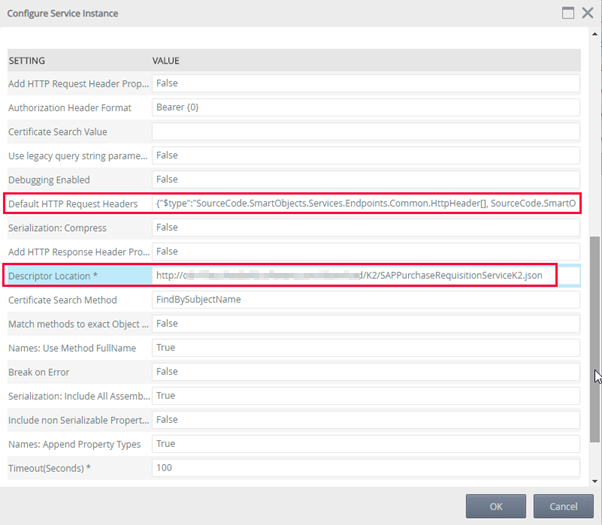 Configure Service Instance
SETTING VALUE
Add HTTP Request Header Prop... False
Authorization Header Format Bearer {0}
Certificate Search Value
Use legacy query string parame... False
Debugging Enabled False
Default HTTP Request Headers {"$type":"SourceCode.SmartObjects.Services.Endpoints.Common.HttpHeader[], SourceCode.SmartO
Serialization: Compress False
Add HTTP Response Header Pro... False
Descriptor Location * http:// /K2/SAPPurchaseRequisitionServiceK2.json
Certificate Search Method FindBySubjectName
Match methods to exact Object ... False
Names: Use Method FullName True
Break on Error False
Serialization: Include All Assemb... True
Include non Serializable Propert... False
Names: Append Property Types True
Timeout(Seconds) * 100
OK Cancel